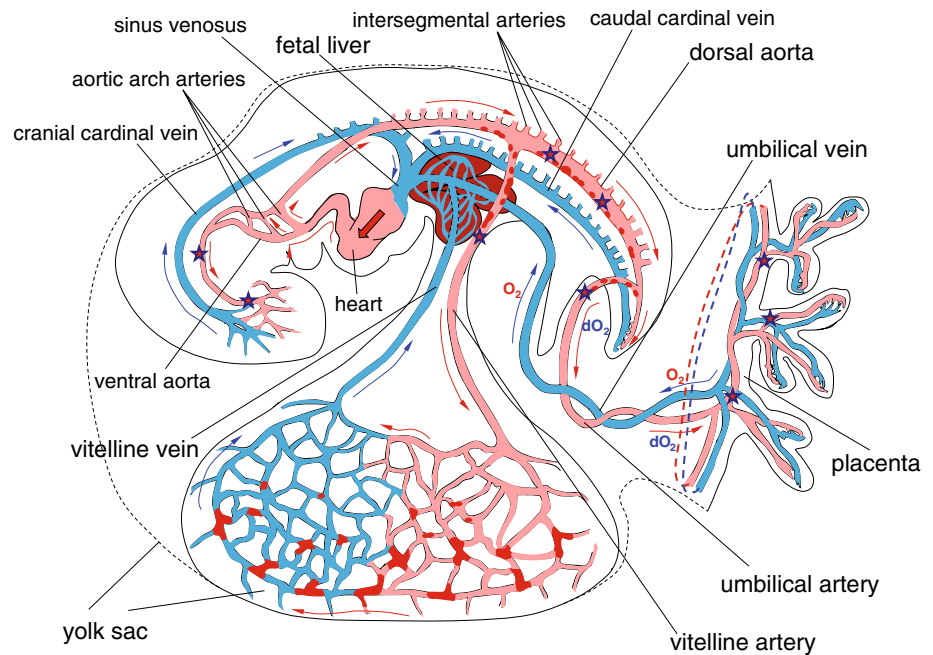 intersegmental arteries
caudal cardinal vein
sinus venosus
fetal liver
dorsal aorta
aortic arch arteries
cranial cardinal vein
umbilical vein
O2
heart
dO2
ventral aorta
O2
dO2
vitelline vein
placenta
umbilical artery
yolk sac
vitelline artery